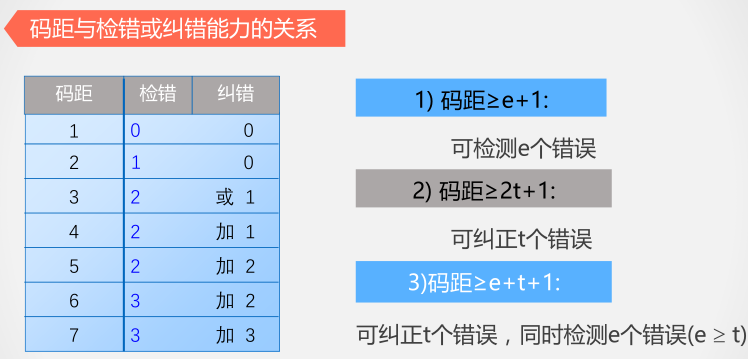 码距与检错或纠错能力的关系
码距 检错 纠错
1 0 0
2 1 0
3 2 或 1
4 2 加 1
5 2 加 2
6 3 加 2
7 3 加 3
1) 码距≥e+1:
可检测e个错误
2) 码距≥2t+1:
可纠正t个错误
3)码距≥e+t+1:
可纠正t个错误，同时检测e个错误(e ≥ t)